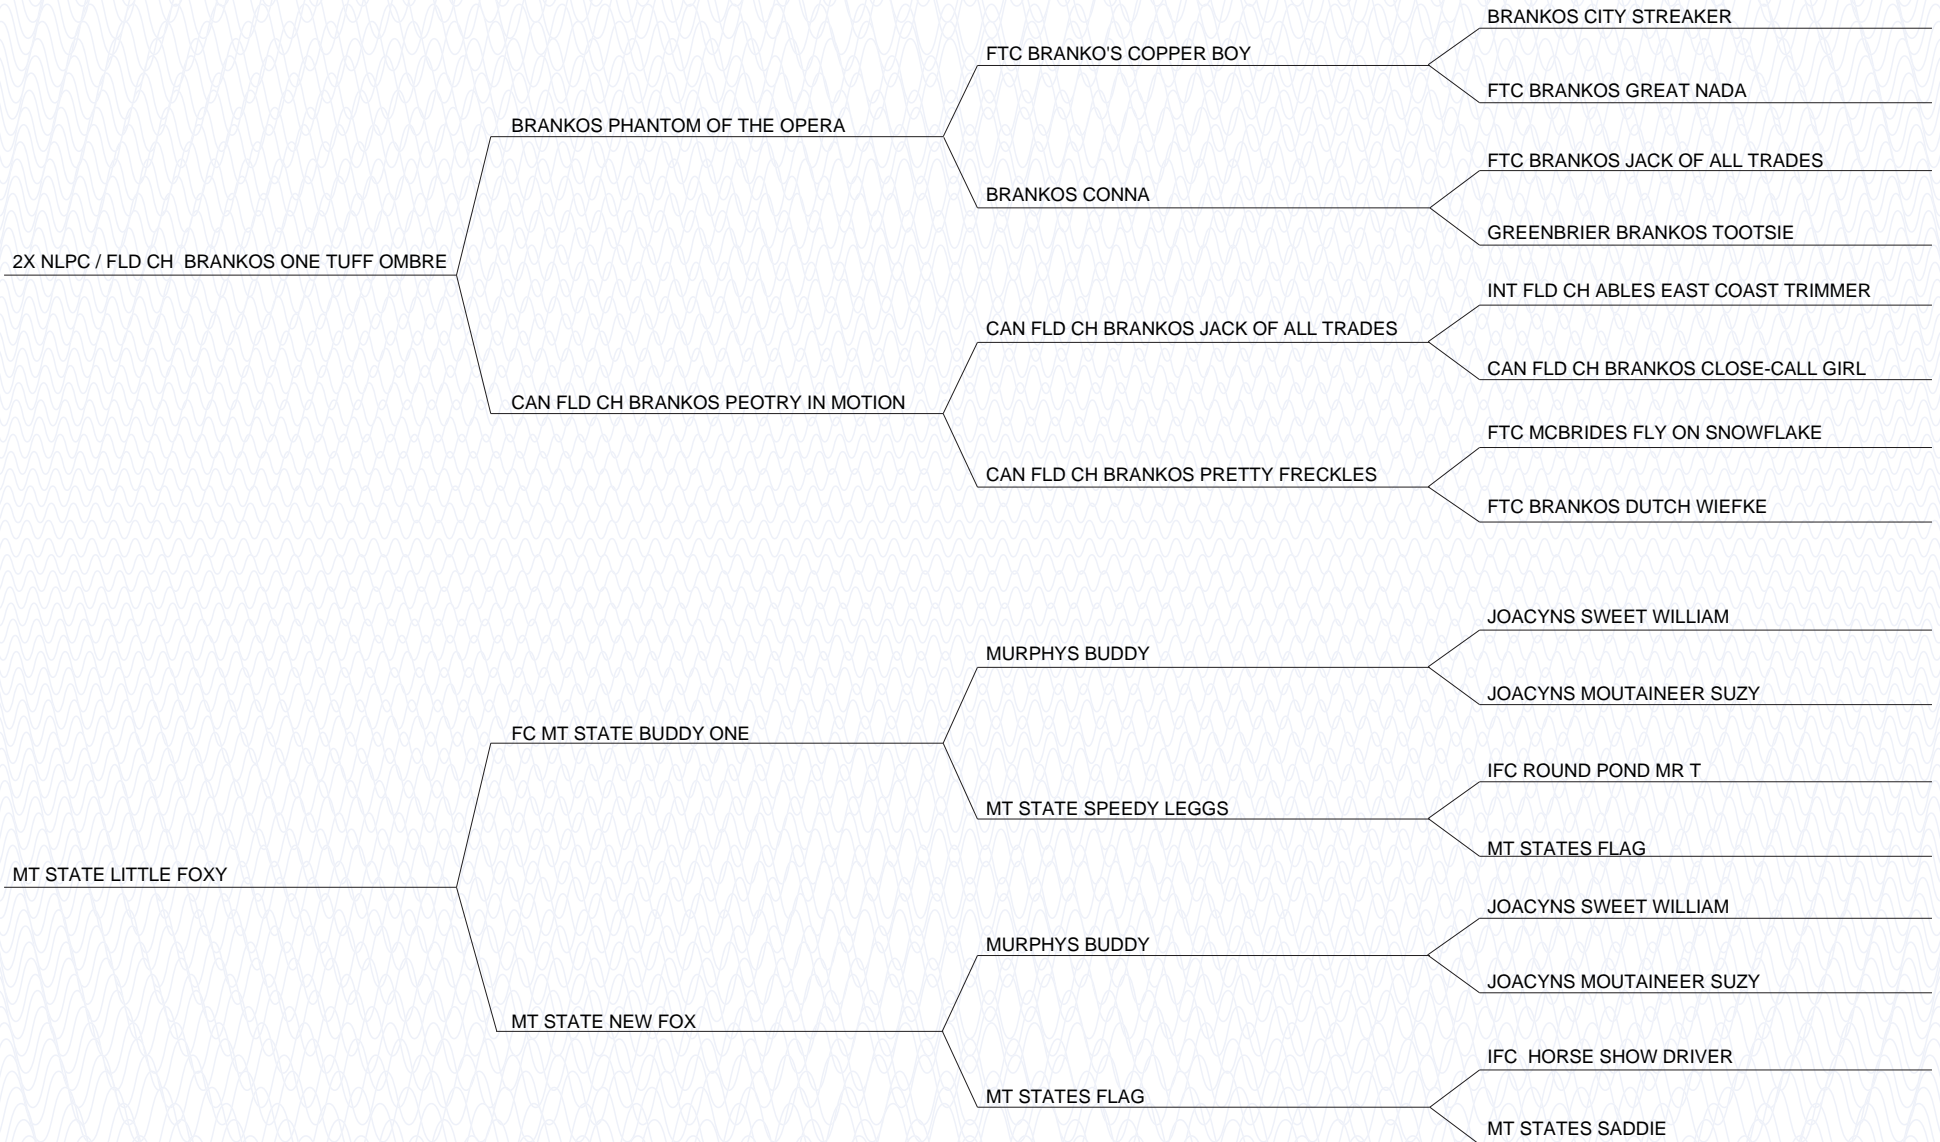 BRANKOS CITY STREAKER
FTC BRANKO'S COPPER BOY
FTC BRANKOS GREAT NADA
BRANKOS PHANTOM OF THE OPERA
FTC BRANKOS JACK OF ALL TRADES
BRANKOS CONNA
GREENBRIER BRANKOS TOOTSIE
2X NLPC / FLD CH BRANKOS ONE TUFF OMBRE
INT FLD CH ABLES EAST COAST TRIMMER
CAN FLD CH BRANKOS JACK OF ALL TRADES
CAN FLD CH BRANKOS CLOSE-CALL GIRL
CAN FLD CH BRANKOS PEOTRY IN MOTION
FTC MCBRIDES FLY ON SNOWFLAKE
CAN FLD CH BRANKOS PRETTY FRECKLES
FTC BRANKOS DUTCH WIEFKE
JOACYNS SWEET WILLIAM
MURPHYS BUDDY
JOACYNS MOUTAINEER SUZY
FC MT STATE BUDDY ONE
IFC ROUND POND MR T
MT STATE SPEEDY LEGGS
MT STATES FLAG
MT STATE LITTLE FOXY
JOACYNS SWEET WILLIAM
MURPHYS BUDDY
JOACYNS MOUTAINEER SUZY
MT STATE NEW FOX
IFC HORSE SHOW DRIVER
MT STATES FLAG
MT STATES SADDIE